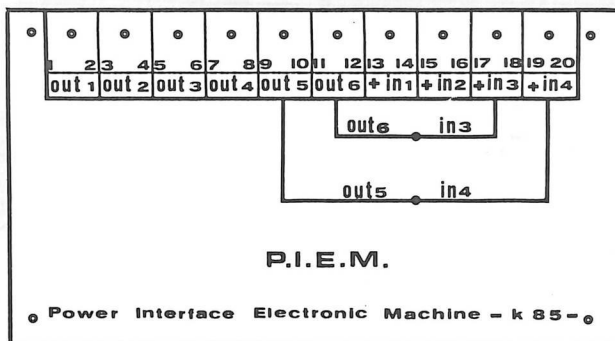 1 2 3 4 5 6 7 8 9 10 11 12 13 14 15 16 17 18 19 20
out 1 out 2 out 3 out 4 out 5 out 6 + in 1 + in 2 + in 3 + in 4
out 6 in 3
out 5 in 4
P.I.E.M.
Power Interface Electronic Machine - k 85 -